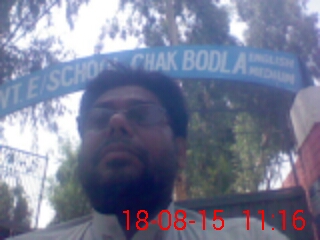 NT.E/SCHOOL CHAK BODLA ENGLISH
MEDIUM
18-08-15 11:16